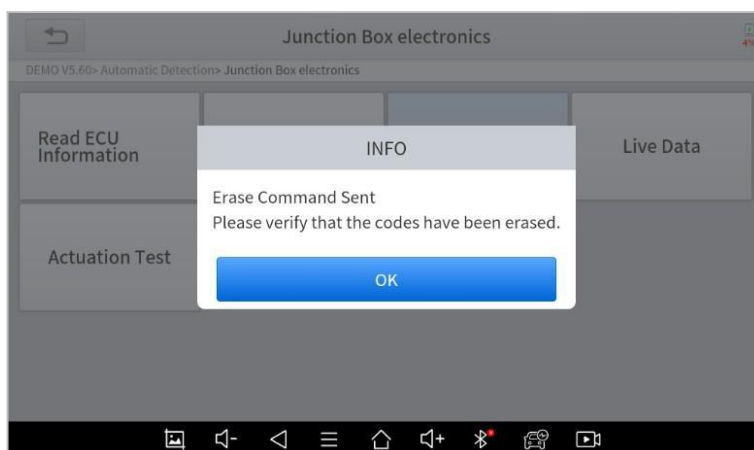 Junction Box electronics
DEMO V5.60> Automatic Detection> Junction Box electronics
Read ECU
Information
Live Data
INFO
Erase Command Sent
Please verify that the codes have been erased.
OK
Actuation Test